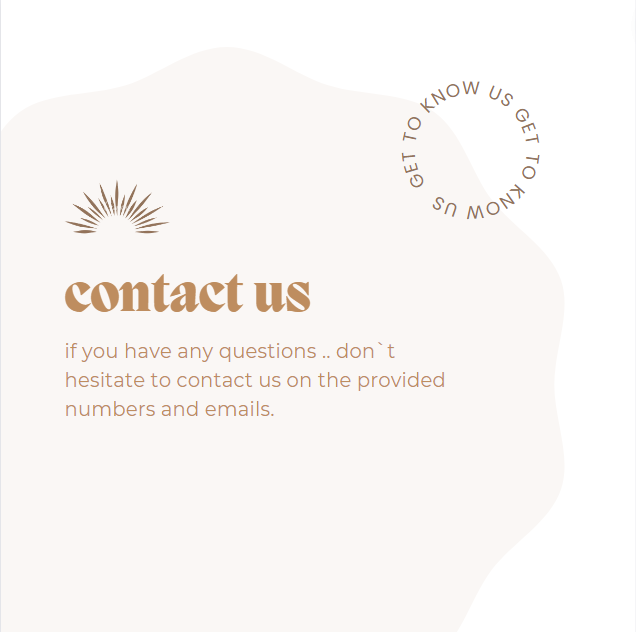 GET TO KNOW US GET TO KNOW US
contact us
if you have any questions .. don`t
hesitate to contact us on the provided
numbers and emails.